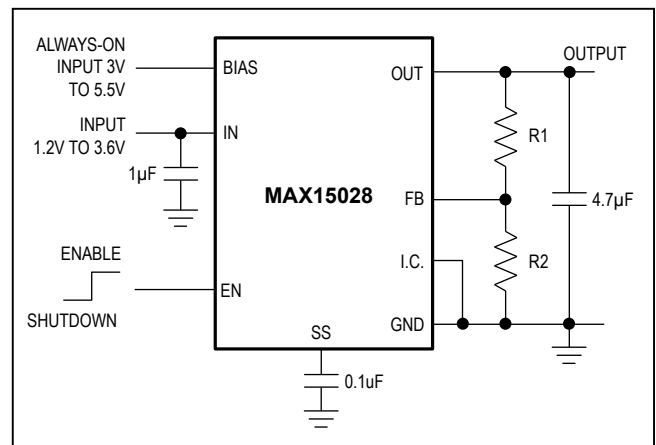 ALWAYS-ON
INPUT 3V
TO 5.5V
BIAS
OUT
OUTPUT
INPUT
1.2V TO 3.6V
IN
1µF
R1
MAX15028
FB
4.7µF
ENABLE
SHUTDOWN
EN
I.C.
R2
GND
SS
0.1uF